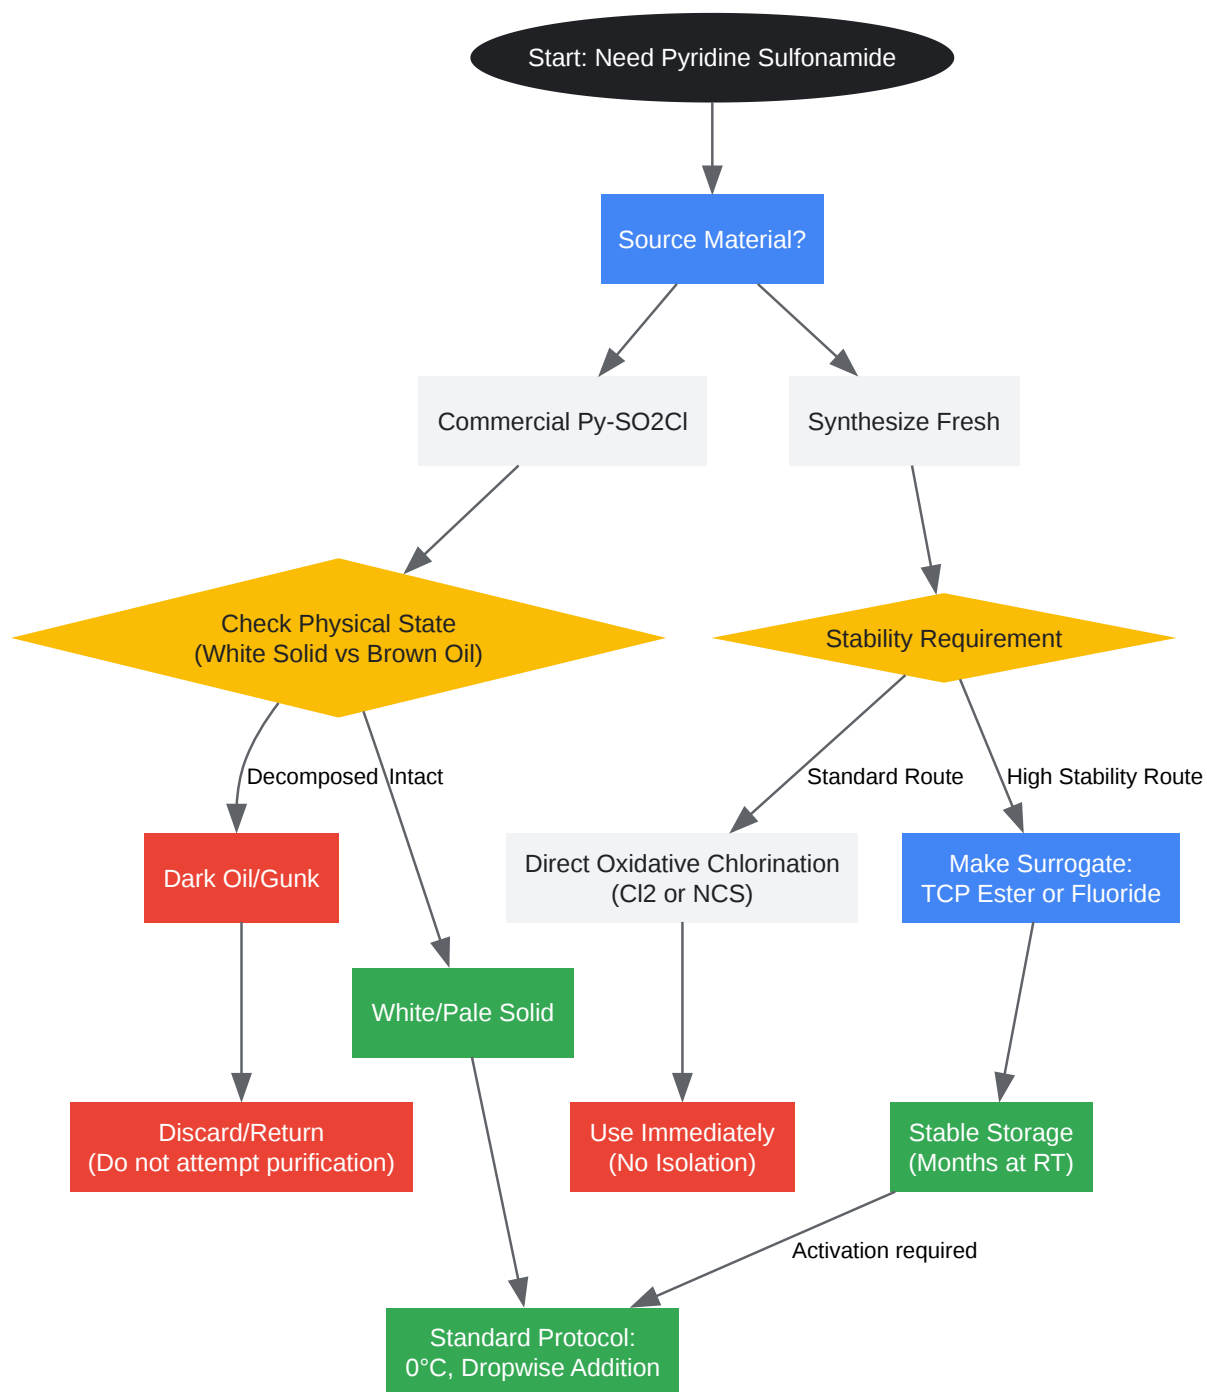 Start: Need Pyridine Sulfonamide
Source Material?
Commercial Py-SO2Cl
Synthesize Fresh
Check Physical State
(White Solid vs Brown Oil)
Stability Requirement
Decomposed
Intact
Standard Route
High Stability Route
Dark Oil/Gunk
Direct Oxidative Chlorination
(Cl2 or NCS)
Make Surrogate:
TCP Ester or Fluoride
White/Pale Solid
Discard/Return
(Do not attempt purification)
Use Immediately
(No Isolation)
Stable Storage
(Months at RT)
Activation required
Standard Protocol:
0°C, Dropwise Addition